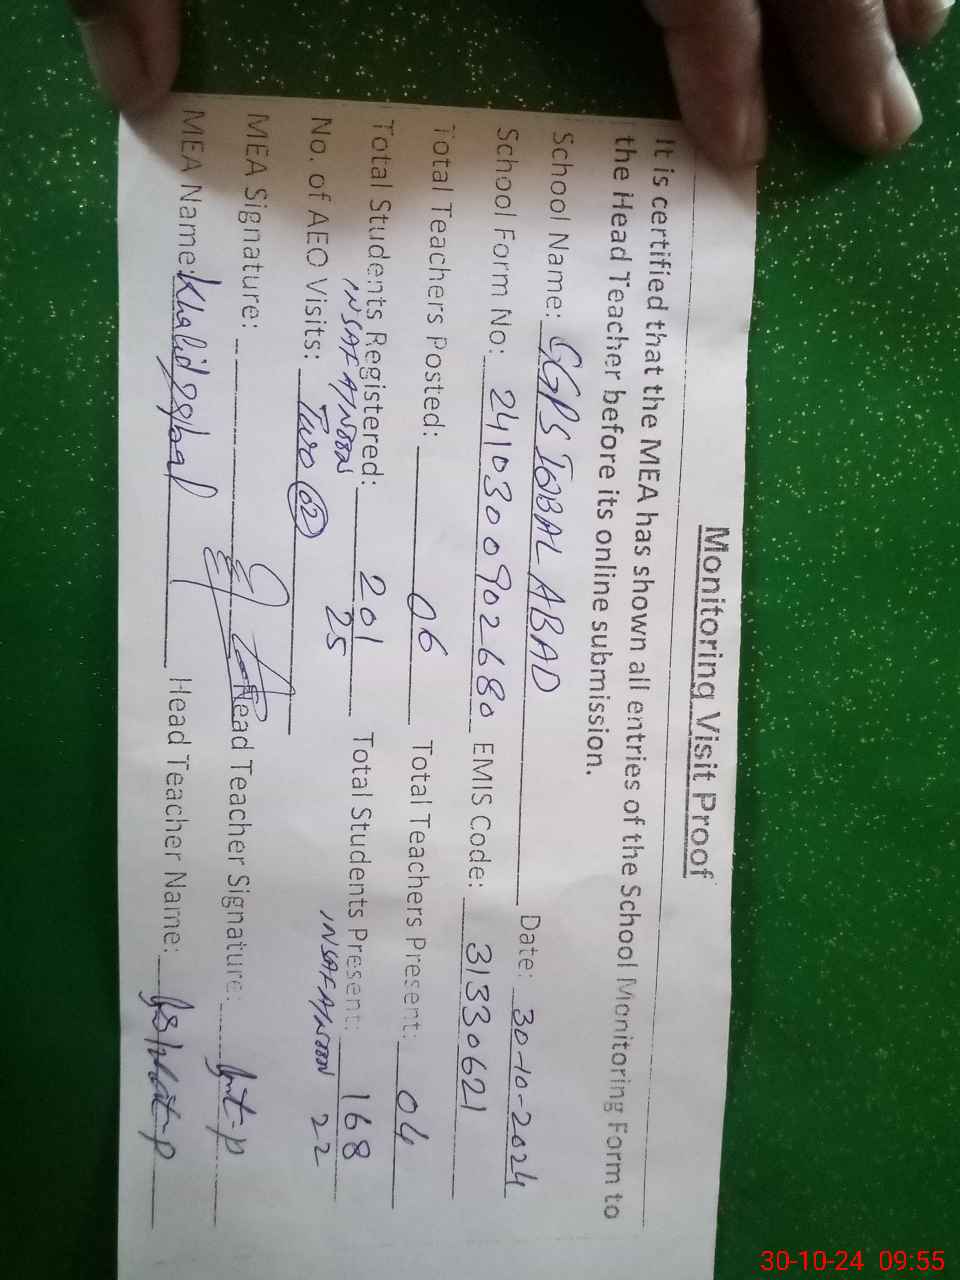 Monitoring Visit Proof
It is certified that the MEA has shown all entries of the School Monitoring Form to
the Head Teacher before its online submission.
School Name: GGPS IQBAL ABAD Date: 30-10-2024
School Form No: 24103000902680 EMIS Code: 31330621
Total Teachers Posted: 06 Total Teachers Present: 04
Total Students Registered: 201 Total Students Present: 168
INSAF A/NOON 25 INSAF A/NOON 22
No. of AEO Visits: Two 02
MEA Signature: Head Teacher Signature:
MEA Name: Khalid Iqbal Head Teacher Name:
30-10-24 09:55